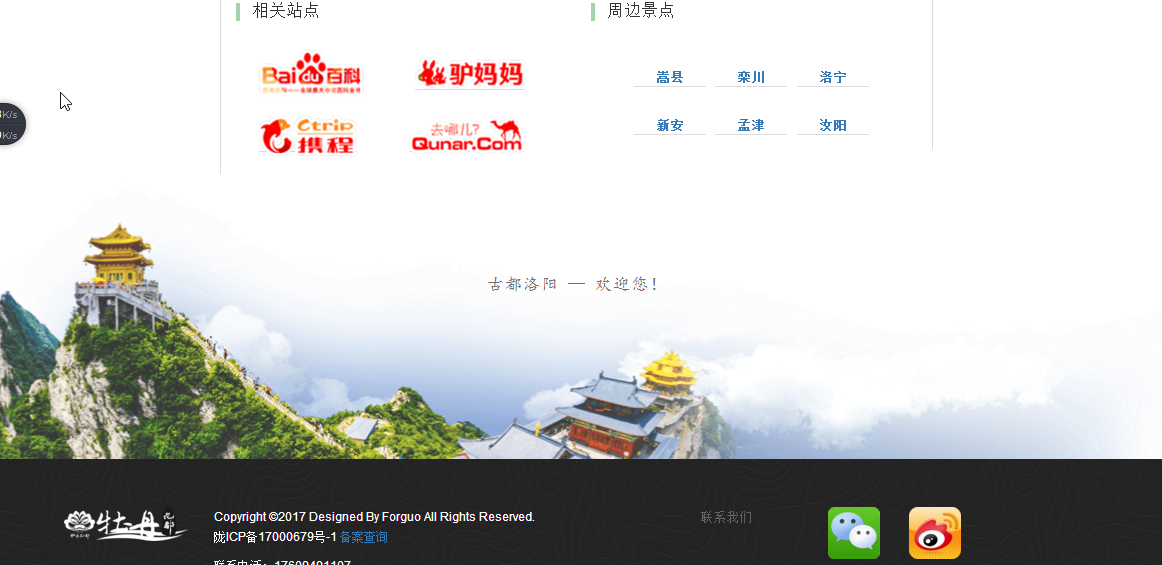 相关站点
周边景点
Baidu百科
驴妈妈
Ctrip
携程
去哪儿?
Qunar.Com
嵩县 栾川 洛宁
新安 孟津 汝阳
K/s
K/s
古都洛阳 — 欢迎您!
牡丹花都
Copyright ©2017 Designed By Forguo All Rights Reserved.
陇ICP备17000679号-1 备案查询
联系我们